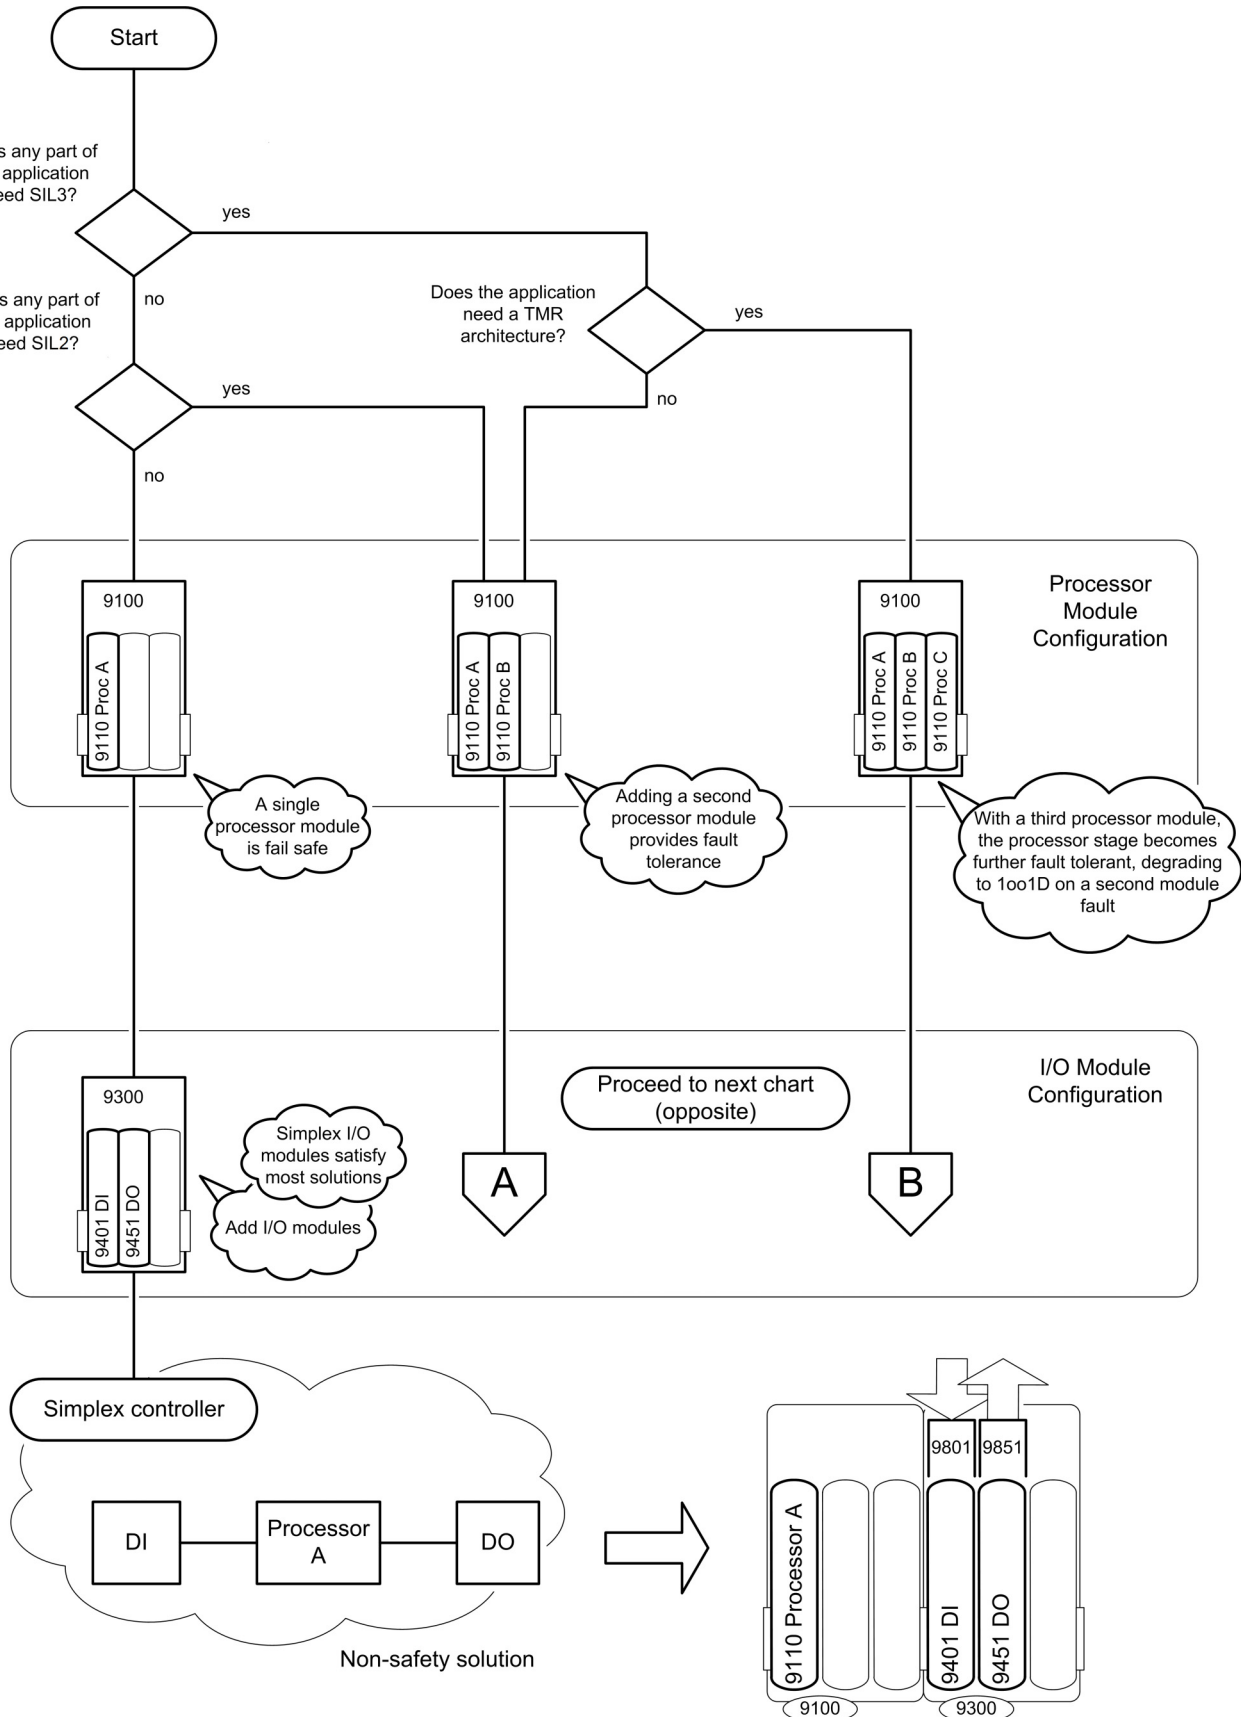 Start
s any part of
application
eed SIL3?
yes
no
s any part of
application
eed SIL2?
yes
no
Does the application
need a TMR
architecture?
yes
no
Processor
Module
Configuration
9100
9110 Proc A
9100
9110 Proc A
9110 Proc B
9100
9110 Proc A
9110 Proc B
9110 Proc C
A single
processor module
is fail safe
Adding a second
processor module
provides fault
tolerance
With a third processor module,
the processor stage becomes
further fault tolerant, degrading
to 1oo1D on a second module
fault
I/O Module
Configuration
9300
9401 DI
9451 DO
Simplex I/O
modules satisfy
most solutions
Add I/O modules
Proceed to next chart
(opposite)
A
B
Simplex controller
DI
Processor
A
DO
Non-safety solution
9801
9851
9110 Processor A
9401 DI
9451 DO
9100
9300